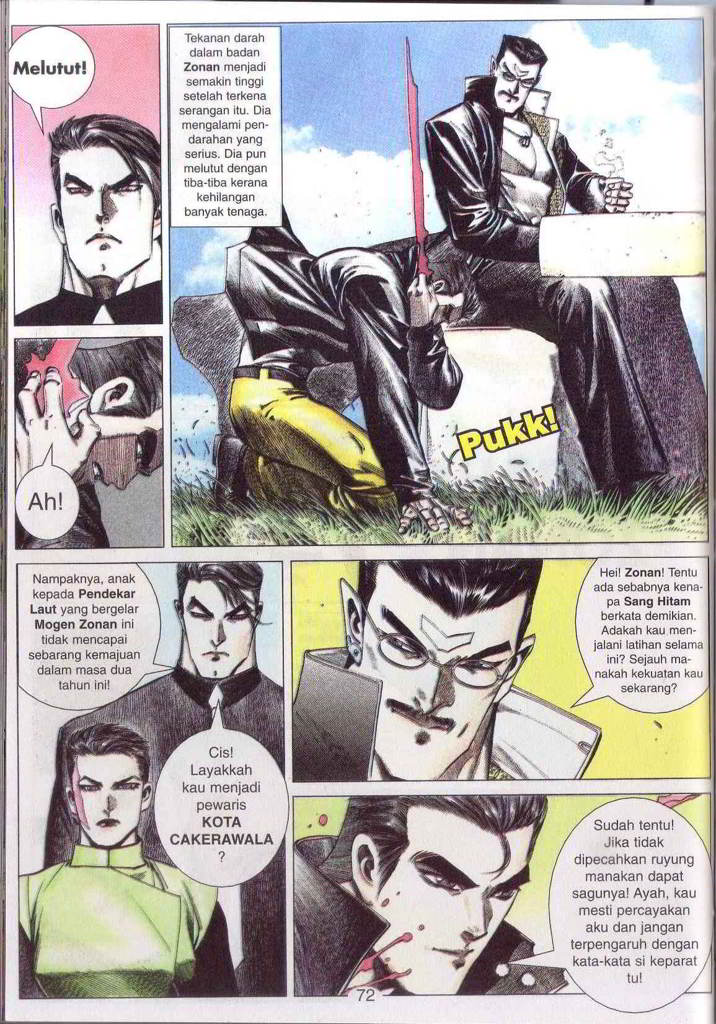 Melutut!
Tekanan darah
dalam badan
Zonan menjadi
semakin tinggi
setelah terkena
serangan itu. Dia
mengalami pen-
darahan yang
serius. Dia pun
melutut dengan
tiba-tiba kerana
kehilangan
banyak tenaga.
Ah!
Pukk!
Nampaknya, anak
kepada Pendekar
Laut yang bergelar
Mogen Zonan ini
tidak mencapai
sebarang kemajuan
dalam masa dua
tahun ini!
Cis!
Layakkah
kau menjadi
pewaris
KOTA
CAKERAWALA
?
Hei! Zonan! Tentu
ada sebabnya kena-
pa Sang Hitam
berkata demikian.
Adakah kau men-
jalani latihan selama
ini? Sejauh ma-
nakah kekuatan kau
sekarang?
Sudah tentu!
Jika tidak
dipecahkan ruyung
manakan dapat
sagunya! Ayah, kau
mesti percayakan
aku dan jangan
terpengaruh dengan
kata-kata si keparat
tu!
72